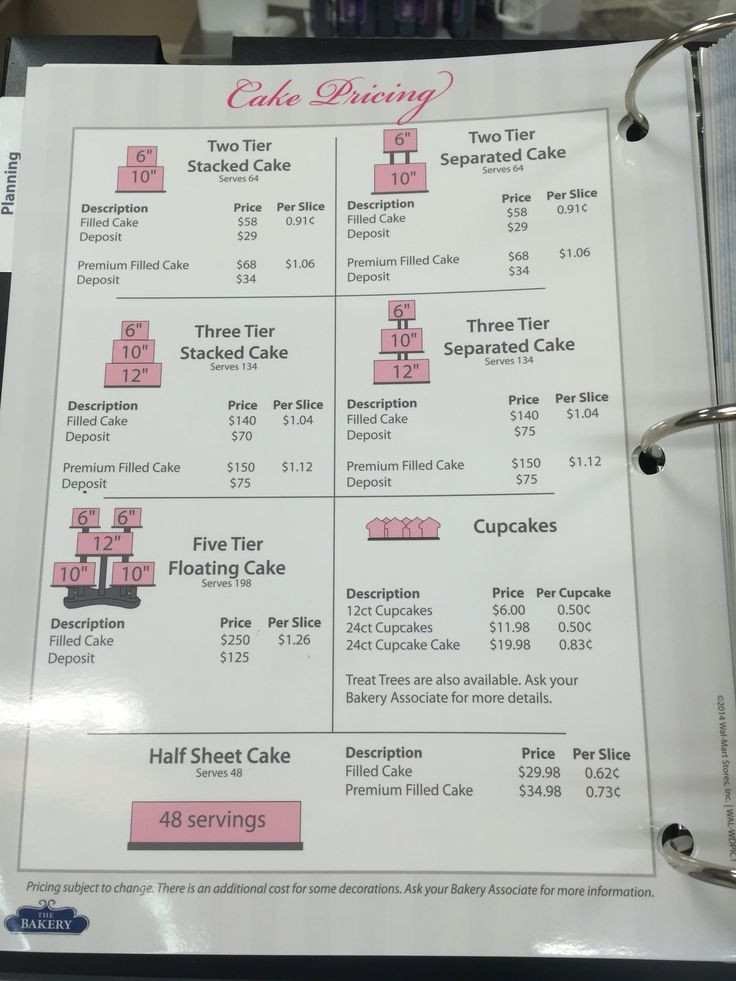 Planning
Cake Pricing
6"
10"
Two Tier
Stacked Cake
Serves 64
Description Price Per Slice
Filled Cake $58 0.91¢
Deposit $29
Premium Filled Cake $68 $1.06
Deposit $34
6"
10"
Two Tier
Separated Cake
Serves 64
Description Price Per Slice
Filled Cake $58 0.91¢
Deposit $29
Premium Filled Cake $68 $1.06
Deposit $34
6"
10"
12"
Three Tier
Stacked Cake
Serves 134
Description Price Per Slice
Filled Cake $140 $1.04
Deposit $70
Premium Filled Cake $150 $1.12
Deposit $75
6"
10"
12"
Three Tier
Separated Cake
Serves 134
Description Price Per Slice
Filled Cake $140 $1.04
Deposit $75
Premium Filled Cake $150 $1.12
Deposit $75
6" 6"
12"
10" 10"
Five Tier
Floating Cake
Serves 198
Description Price Per Slice
Filled Cake $250 $1.26
Deposit $125
Cupcakes
Description Price Per Cupcake
12ct Cupcakes $6.00 0.50¢
24ct Cupcakes $11.98 0.50¢
24ct Cupcake Cake $19.98 0.83¢
Treat Trees are also available. Ask your
Bakery Associate for more details.
Half Sheet Cake
Serves 48
48 servings
Description Price Per Slice
Filled Cake $29.98 0.62¢
Premium Filled Cake $34.98 0.73¢
Pricing subject to change. There is an additional cost for some decorations. Ask your Bakery Associate for more information.
THE
BAKERY
©2014 Wal-Mart Stores, Inc. |